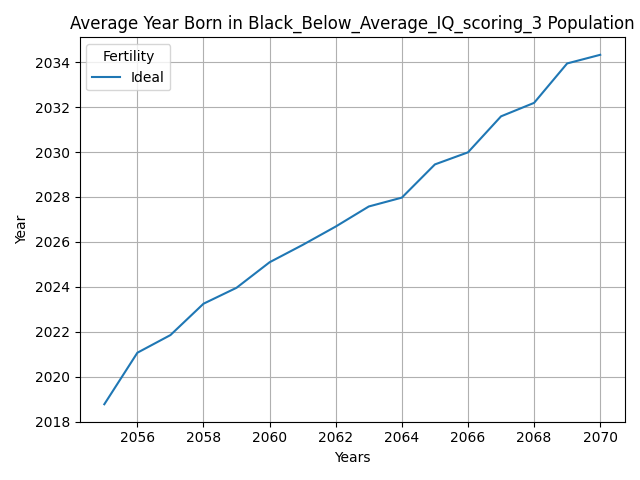 Average Year Born in Black_Below_Average_IQ_scoring_3 Population
Fertility
Ideal
Year
2034
2032
2030
2028
2026
2024
2022
2020
2018
2056 2058 2060 2062 2064 2066 2068 2070
Years